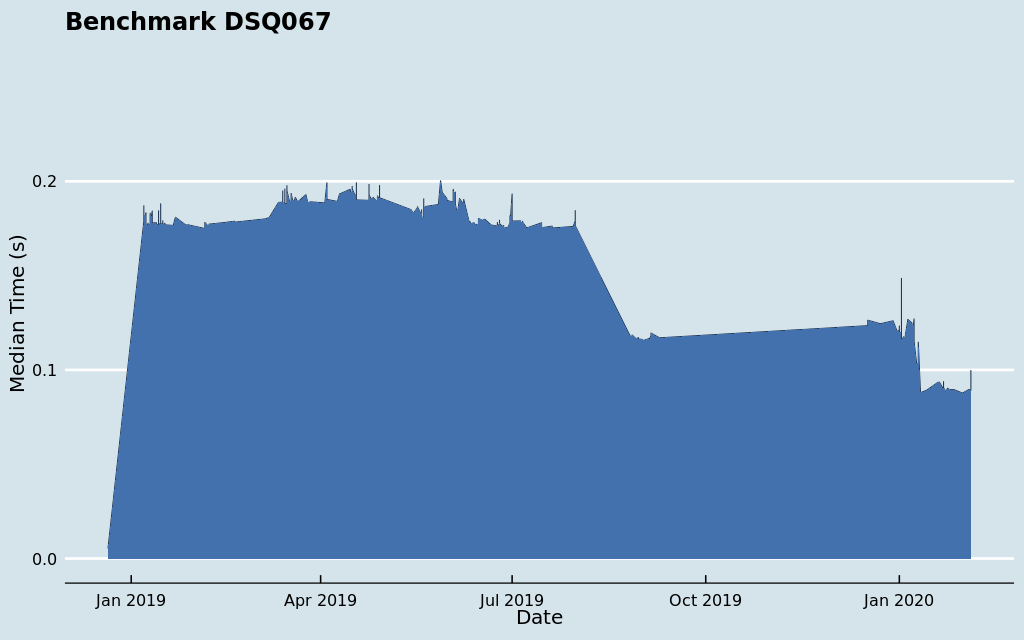 Benchmark DSQ067
Median Time (s)
0.2
0.1
0.0
Jan 2019
Apr 2019
Jul 2019
Oct 2019
Jan 2020
Date